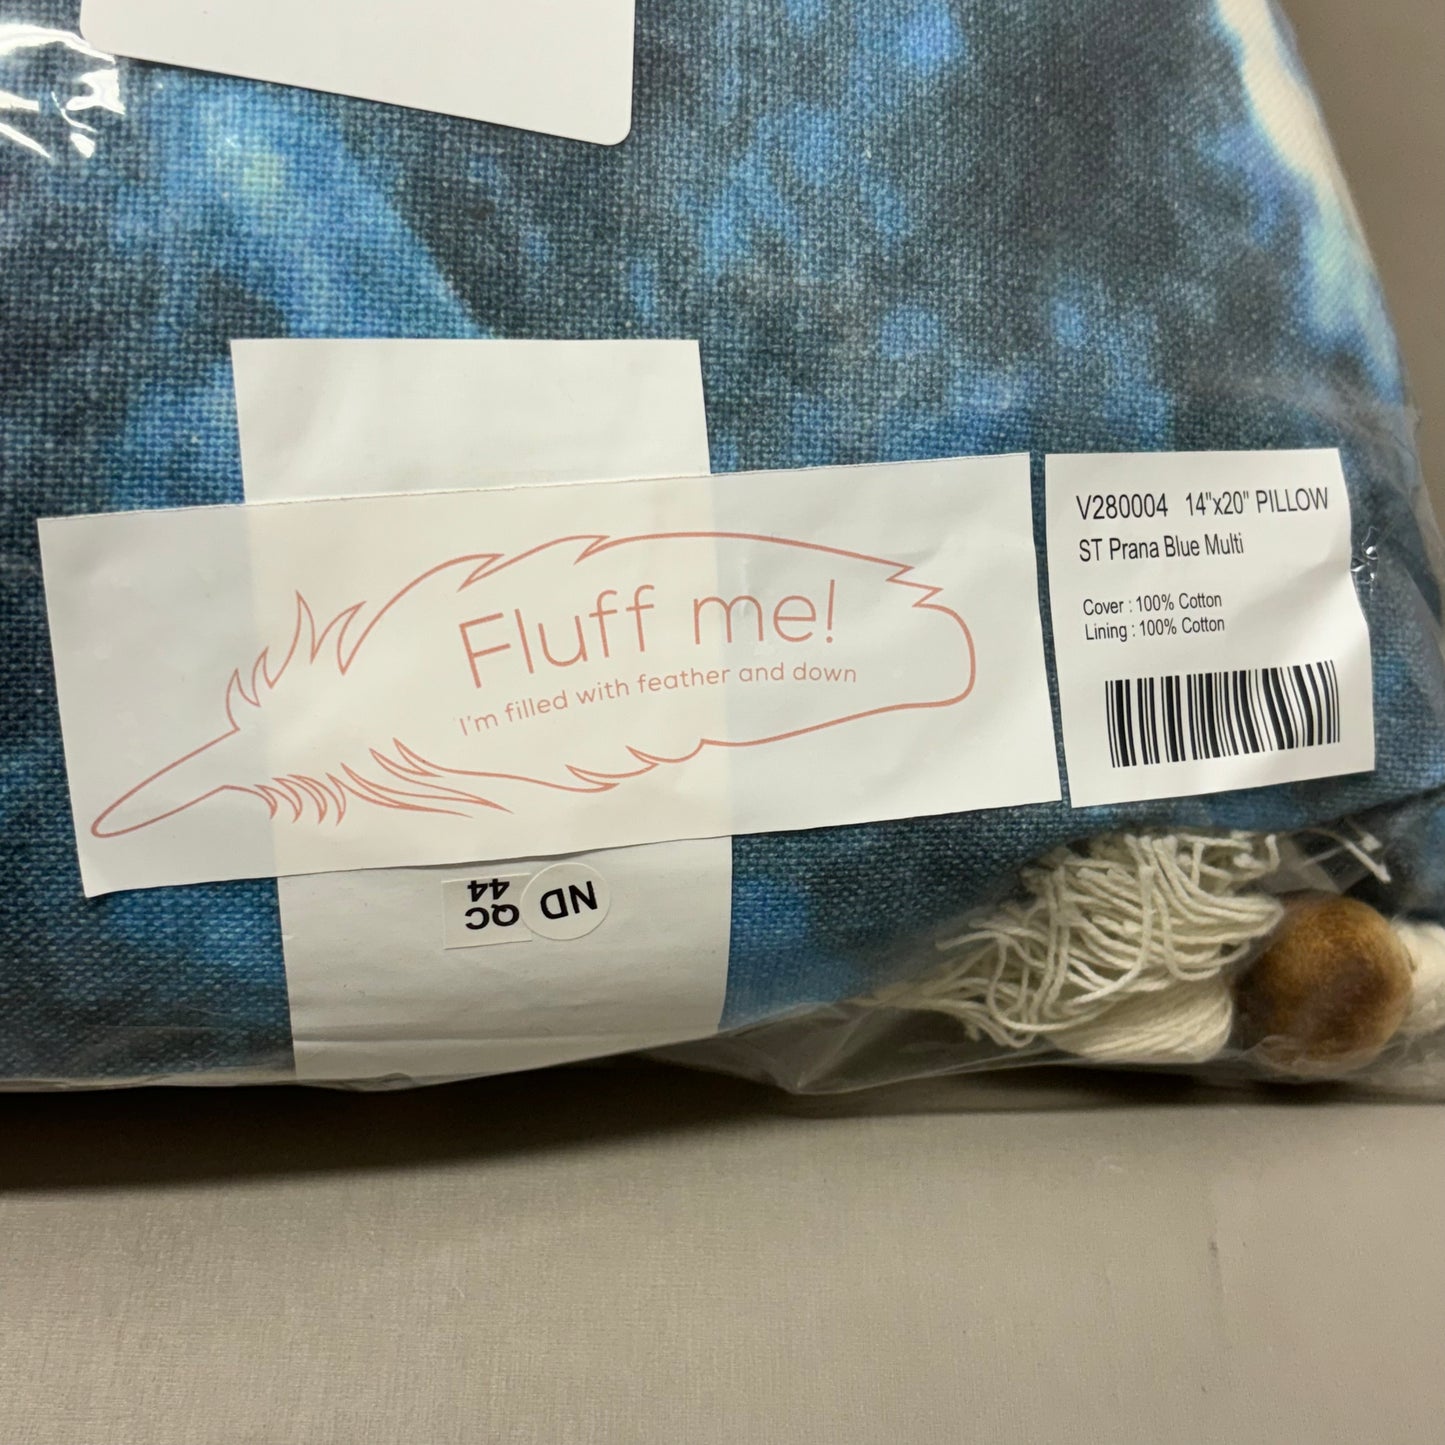 V280004 14"x20" PILLOW
ST Prana Blue Multi
Cover : 100% Cotton
Lining : 100% Cotton
Fluff me!
I'm filled with feather and down
QC
44
ND